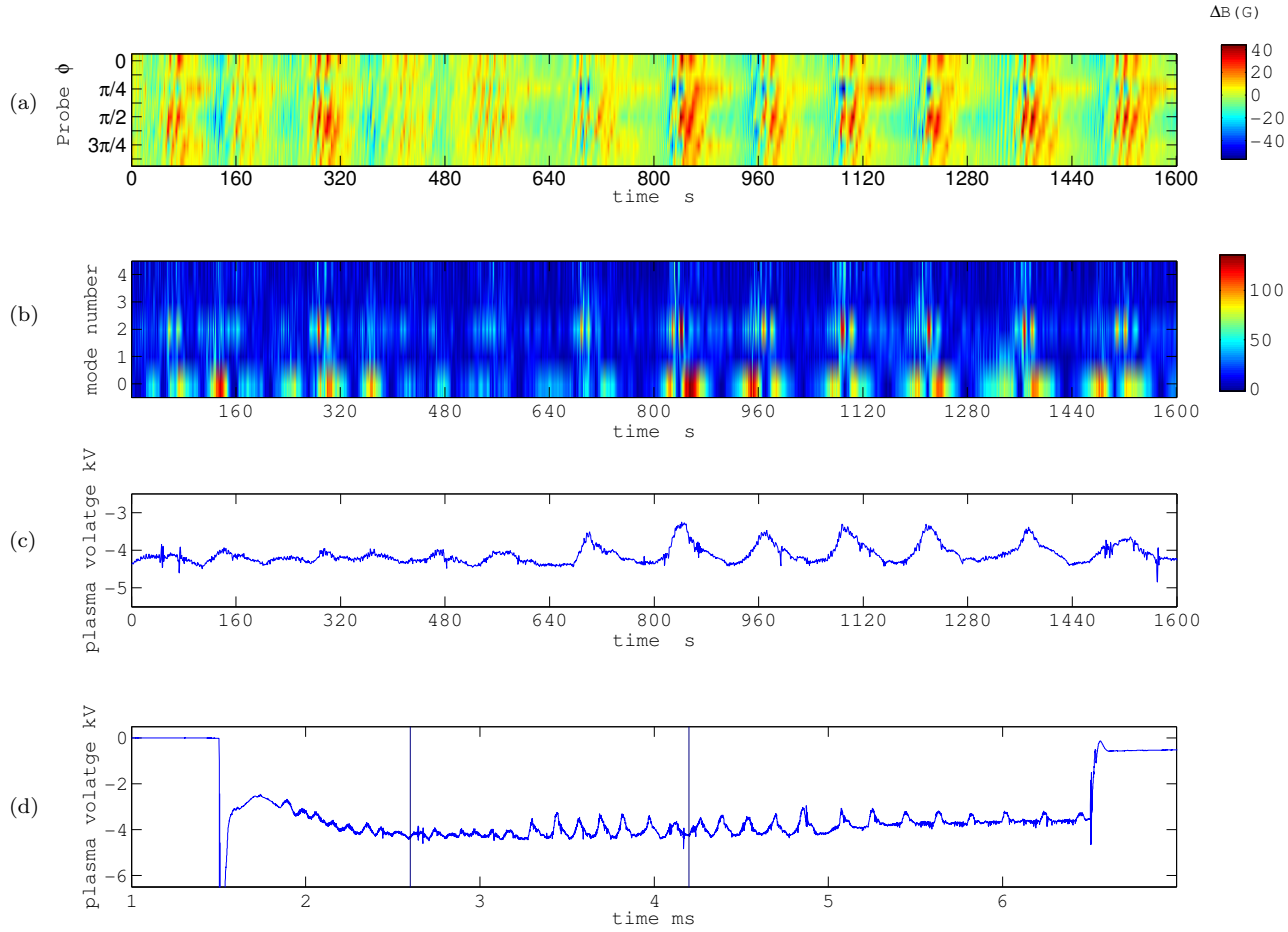 ΔB(G)
(a)
Probe ϕ
0
π/4
π/2
3π/4
0 160 320 480 640 800 960 1120 1280 1440 1600
time s
40
20
0
−20
−40
(b)
mode number
4
3
2
1
0
160 320 480 640 800 960 1120 1280 1440 1600
time s
100
50
0
(c)
plasma volatge kV
−3
−4
−5
0 160 320 480 640 800 960 1120 1280 1440 1600
time s
(d)
plasma volatge kV
0
−2
−4
−6
1 2 3 4 5 6
time ms